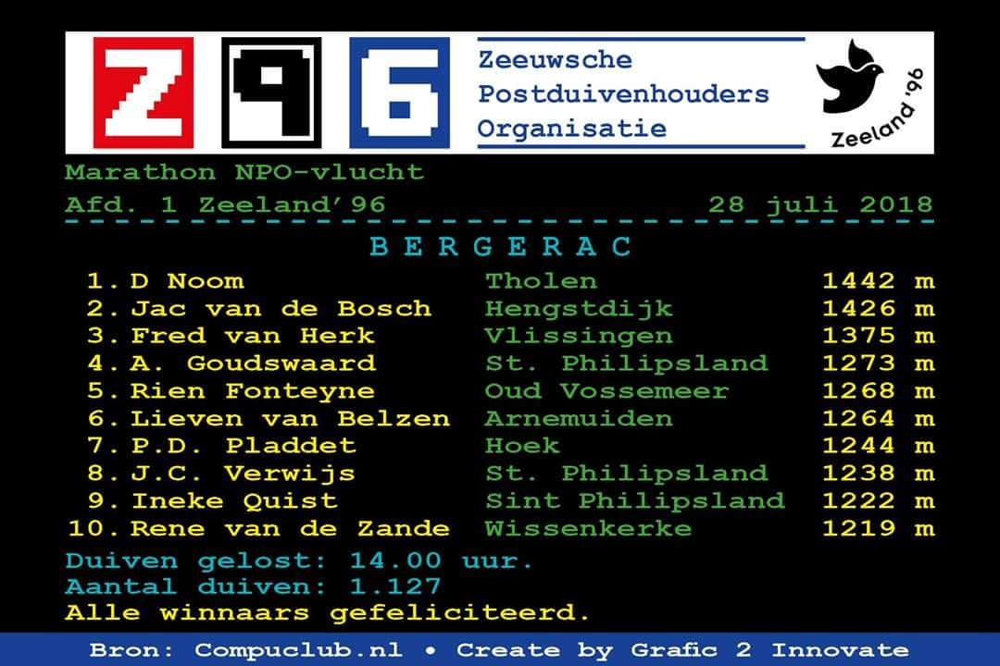 Z96
Zeeuwsche
Postduivenhouders
Organisatie
Zeeland '96
Marathon NPO-vlucht
Afd. 1 Zeeland'96 28 juli 2018
BERGERAC
1. D Noom Tholen 1442 m
2. Jac van de Bosch Hengstdijk 1426 m
3. Fred van Herk Vlissingen 1375 m
4. A. Goudswaard St. Philipsland 1273 m
5. Rien Fonteyne Oud Vossemeer 1268 m
6. Lieven van Belzen Arnemuiden 1264 m
7. P.D. Pladdet Hoek 1244 m
8. J.C. Verwijs St. Philipsland 1238 m
9. Ineke Quist Sint Philipsland 1222 m
10. Rene van de Zande Wissenkerke 1219 m
Duiven gelost: 14.00 uur.
Aantal duiven: 1.127
Alle winnaars gefeliciteerd.
Bron: Compuclub.nl • Create by Grafic 2 Innovate